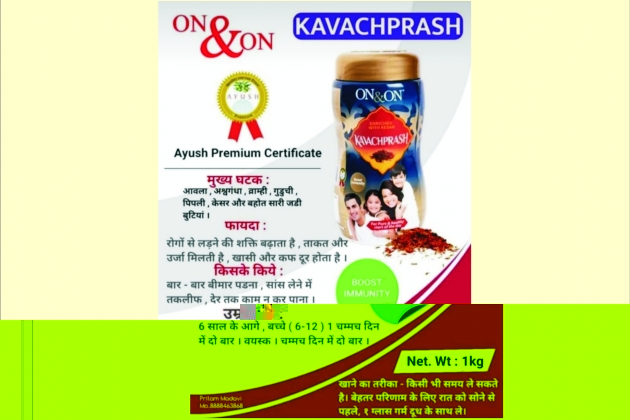 ON & ON
KAVACHPRASH
AYUSH
Ayush Premium Certificate
ON&ON
ENRICHED
WITH KESAR
KAVACHPRASH
मुख्य घटक :
आवला , अश्वगंधा , ब्राम्ही , गुडुची ,
पिपली , केसर और बहोत सारी जडी
बुटियां ।
फायदा :
रोगों से लड़ने की शक्ति बढ़ाता है , ताकत और
उर्जा मिलती है , खासी और कफ दूर होता है ।
किसके किये :
बार - बार बीमार पडना , सांस लेने में
तकलीफ , देर तक काम न कर पाना ।
BOOST
IMMUNITY
6 साल के आगे , बच्चे ( 6-12 ) 1 चम्मच दिन
में दो बार । वयस्क । चम्मच दिन में दो बार ।
Net. Wt : 1kg
खाने का तरीका - किसी भी समय ले सकते
है। बेहतर परिणाम के लिए रात को सोने से
पहले, १ ग्लास गर्म दूध के साथ ले।
Pritam Madavi
Mo.8888463868